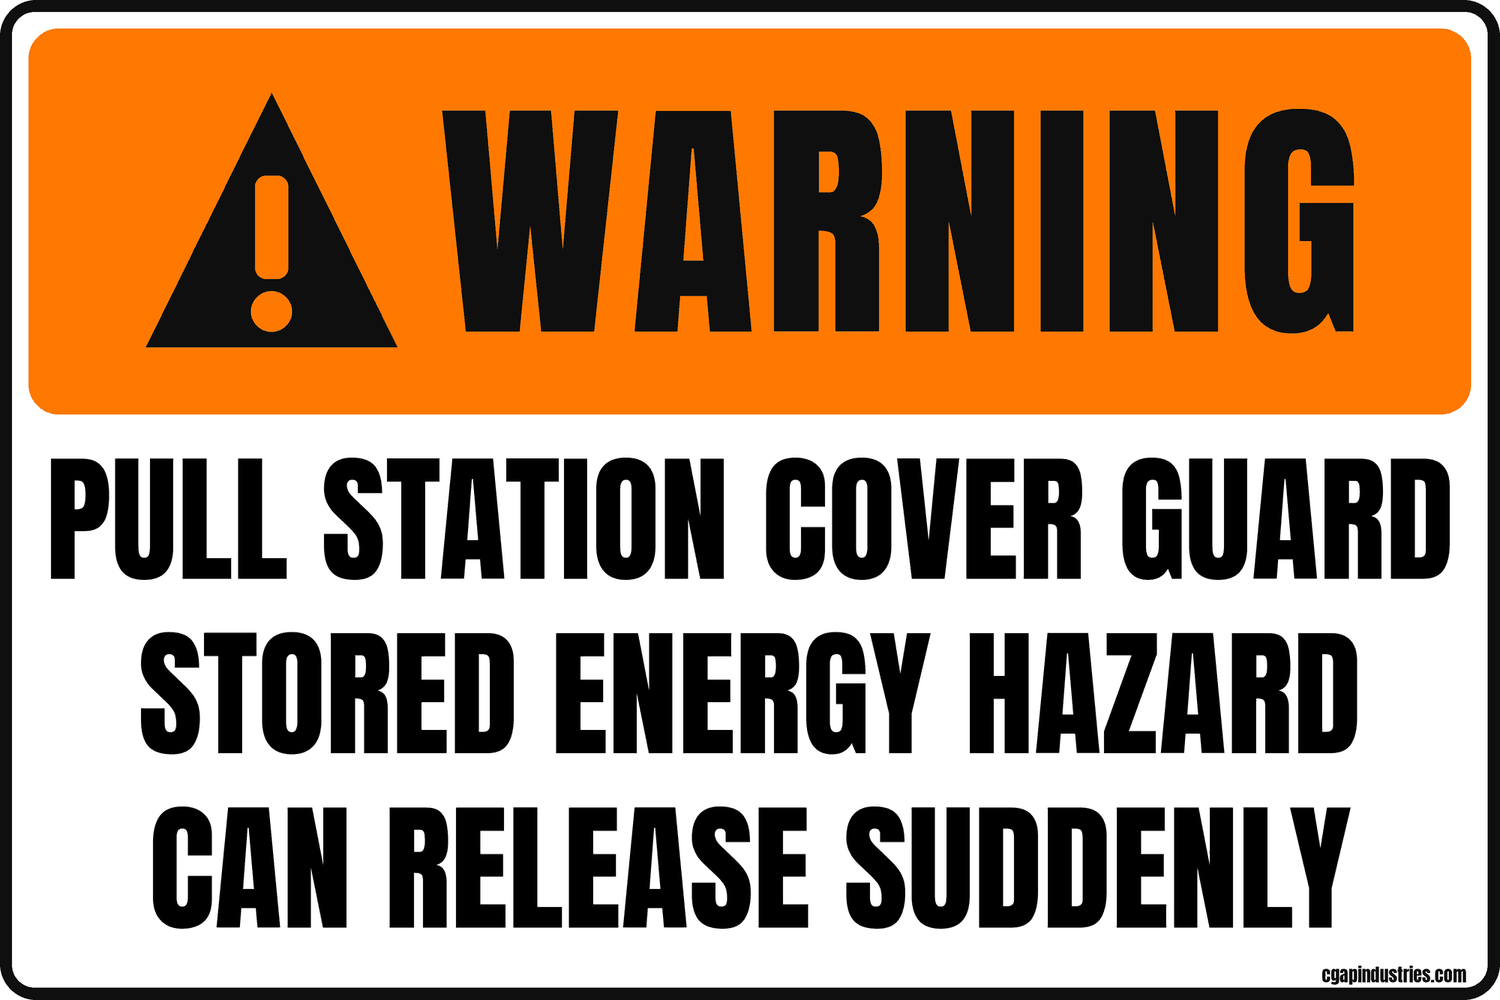 WARNING
PULL STATION COVER GUARD
STORED ENERGY HAZARD
CAN RELEASE SUDDENLY
cgapindustries.com